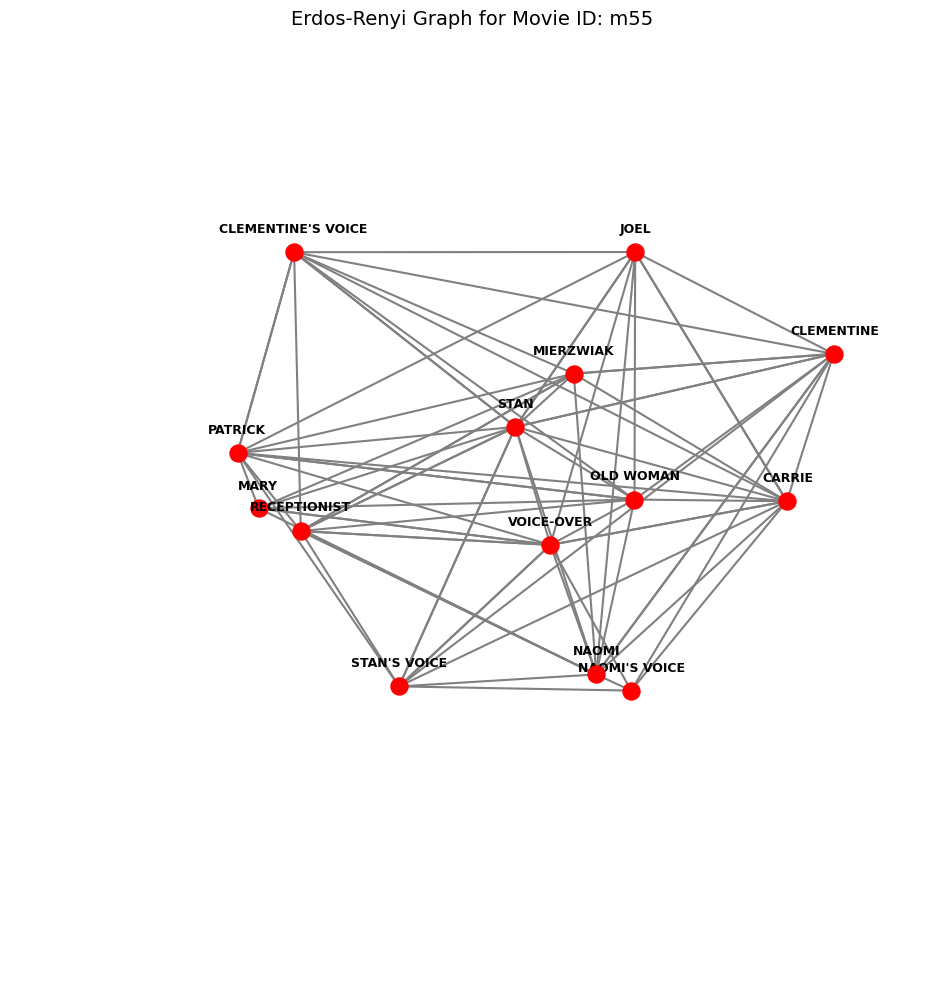 Erdos-Renyi Graph for Movie ID: m55
CLEMENTINE'S VOICE
JOEL
CLEMENTINE
MIERZWIAK
STAN
PATRICK
OLD WOMAN
CARRIE
MARY
RECEPTIONIST
VOICE-OVER
NAOMI
STAN'S VOICE
NAOMI'S VOICE